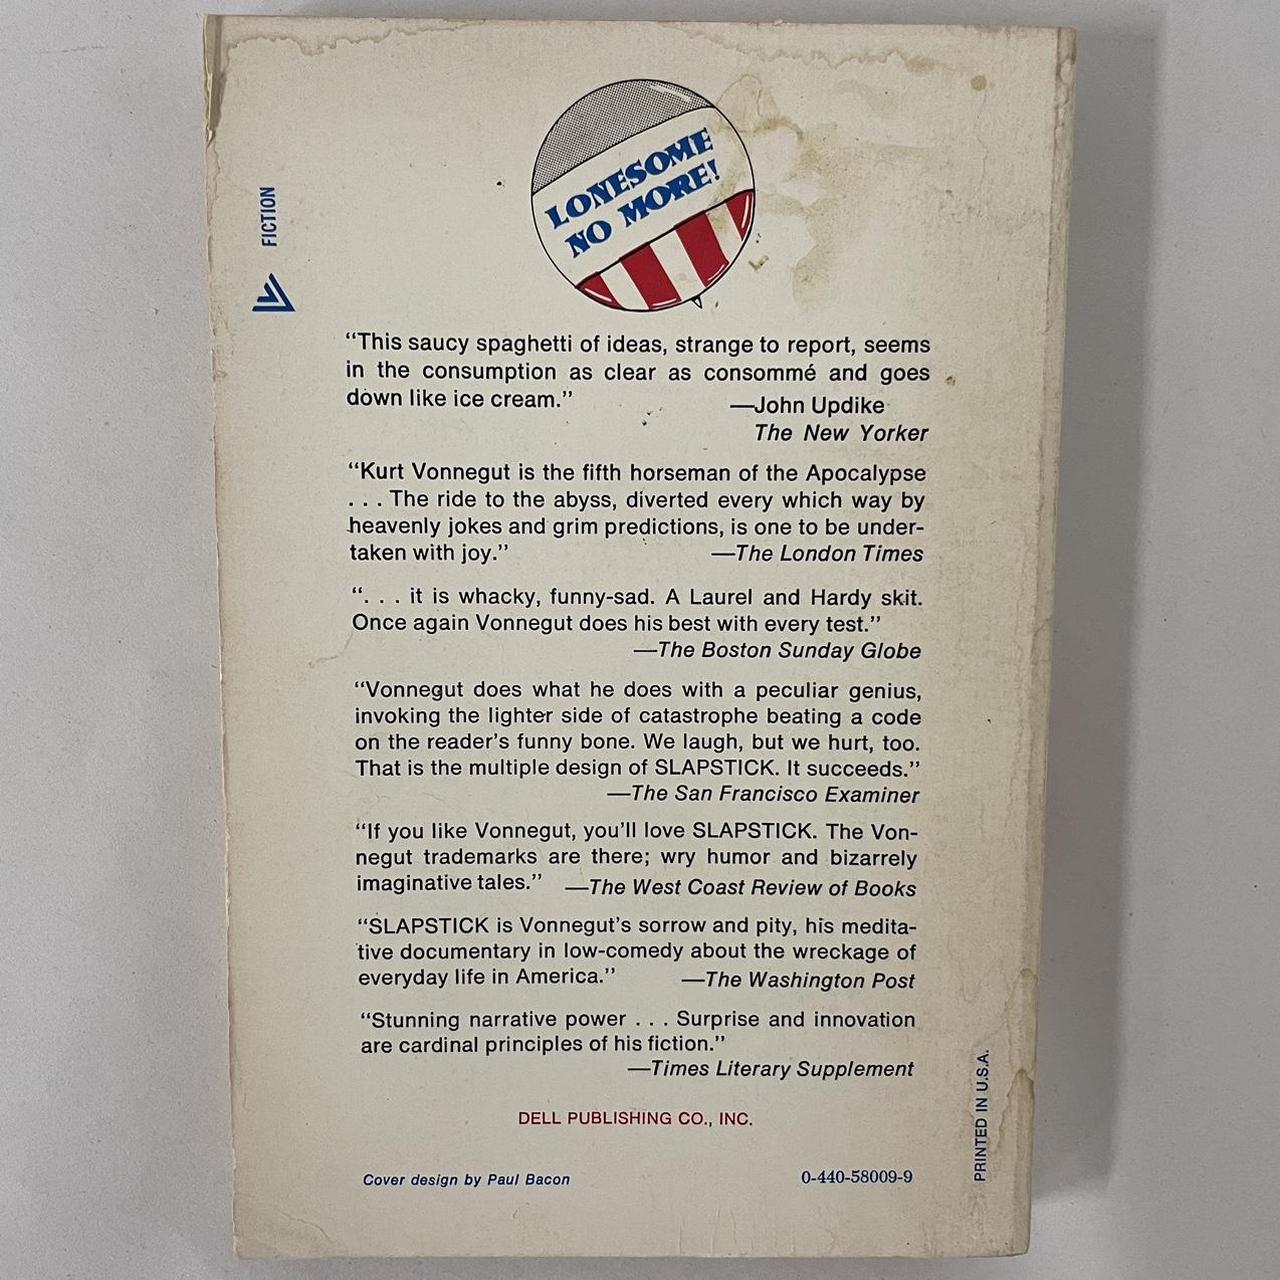 LONESOME
NO MORE!
FICTION
“This saucy spaghetti of ideas, strange to report, seems
in the consumption as clear as consommé and goes
down like ice cream.”
—John Updike
The New Yorker
“Kurt Vonnegut is the fifth horseman of the Apocalypse
. . . The ride to the abyss, diverted every which way by
heavenly jokes and grim predictions, is one to be under-
taken with joy.” —The London Times
“. . . it is whacky, funny-sad. A Laurel and Hardy skit.
Once again Vonnegut does his best with every test.”
—The Boston Sunday Globe
“Vonnegut does what he does with a peculiar genius,
invoking the lighter side of catastrophe beating a code
on the reader’s funny bone. We laugh, but we hurt, too.
That is the multiple design of SLAPSTICK. It succeeds.”
—The San Francisco Examiner
“If you like Vonnegut, you’ll love SLAPSTICK. The Von-
negut trademarks are there; wry humor and bizarrely
imaginative tales.” —The West Coast Review of Books
“SLAPSTICK is Vonnegut’s sorrow and pity, his medita-
tive documentary in low-comedy about the wreckage of
everyday life in America.” —The Washington Post
“Stunning narrative power . . . Surprise and innovation
are cardinal principles of his fiction.”
—Times Literary Supplement
DELL PUBLISHING CO., INC.
Cover design by Paul Bacon
0-440-58009-9
PRINTED IN U.S.A.